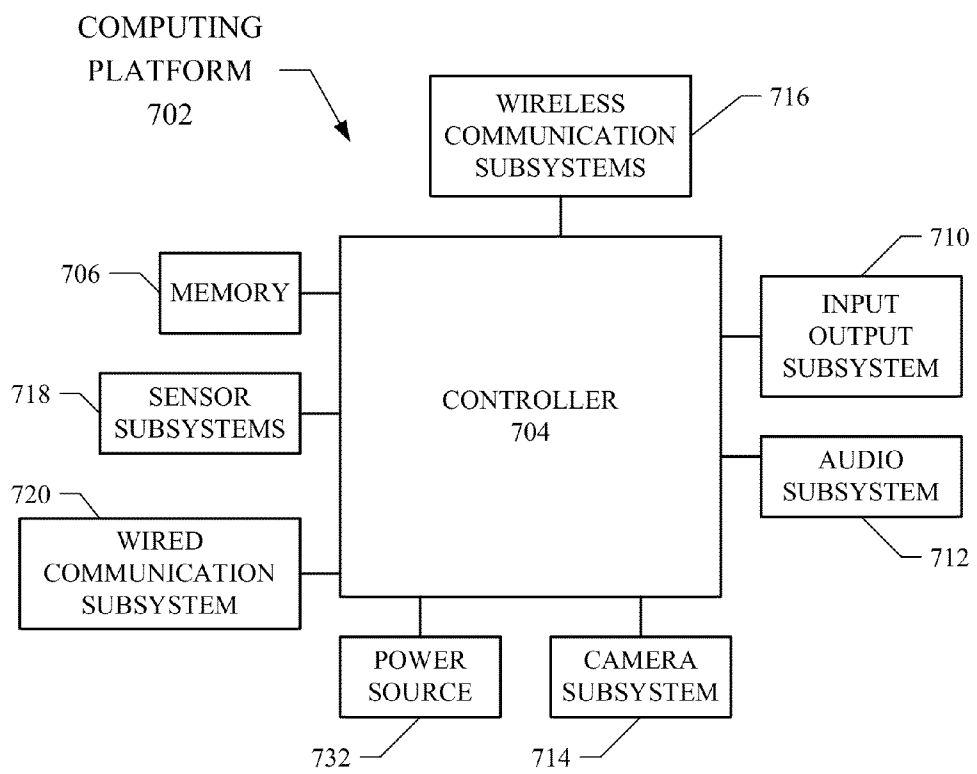 COMPUTING
PLATFORM
702
WIRELESS
COMMUNICATION
SUBSYSTEMS
716
706
MEMORY
710
INPUT
OUTPUT
SUBSYSTEM
718
SENSOR
SUBSYSTEMS
CONTROLLER
704
AUDIO
SUBSYSTEM
712
720
WIRED
COMMUNICATION
SUBSYSTEM
POWER
SOURCE
732
CAMERA
SUBSYSTEM
714